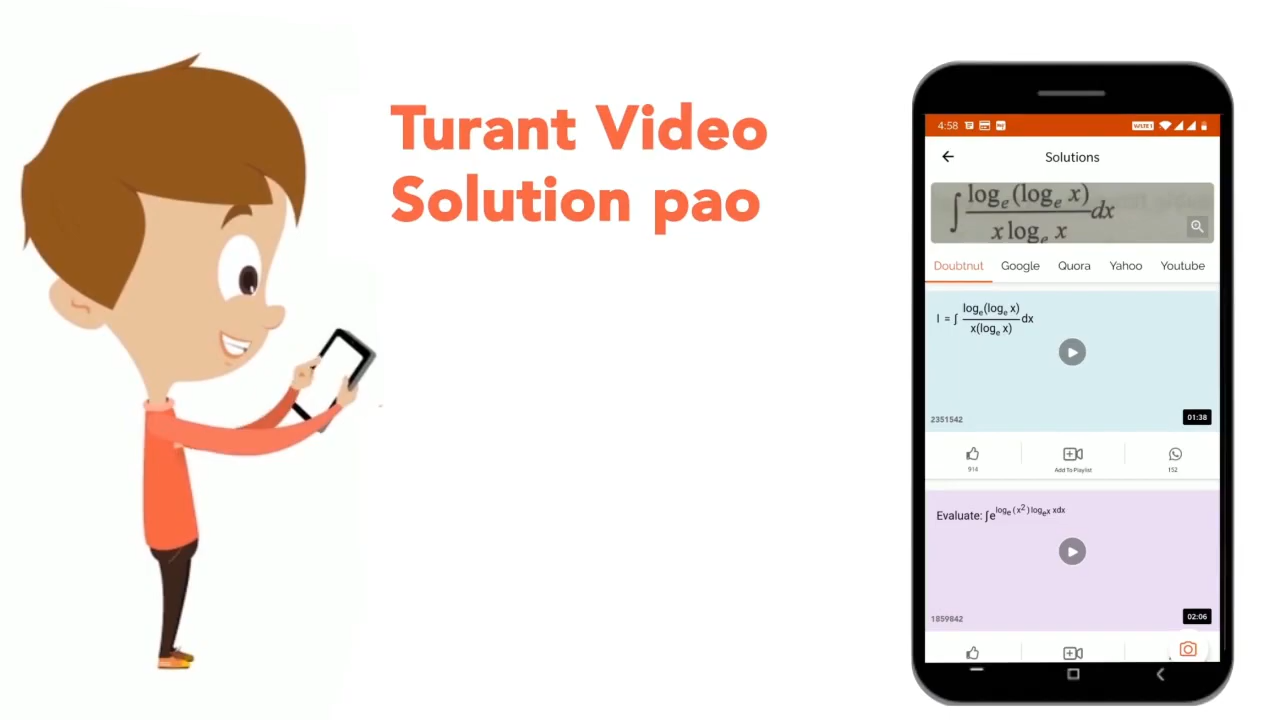 Turant Video
Solution pao
4:58
VoLTE1
Solutions
∫ logₑ(logₑ x) / x logₑ x dx
Doubtnut Google Quora Yahoo Youtube
I = ∫ logₑ(logₑ x) / x(logₑ x) dx
2351542 01:38
914 Add To Playlist 152
Evaluate: ∫e^logₑ(x²)logₑx xdx
1859842 02:06